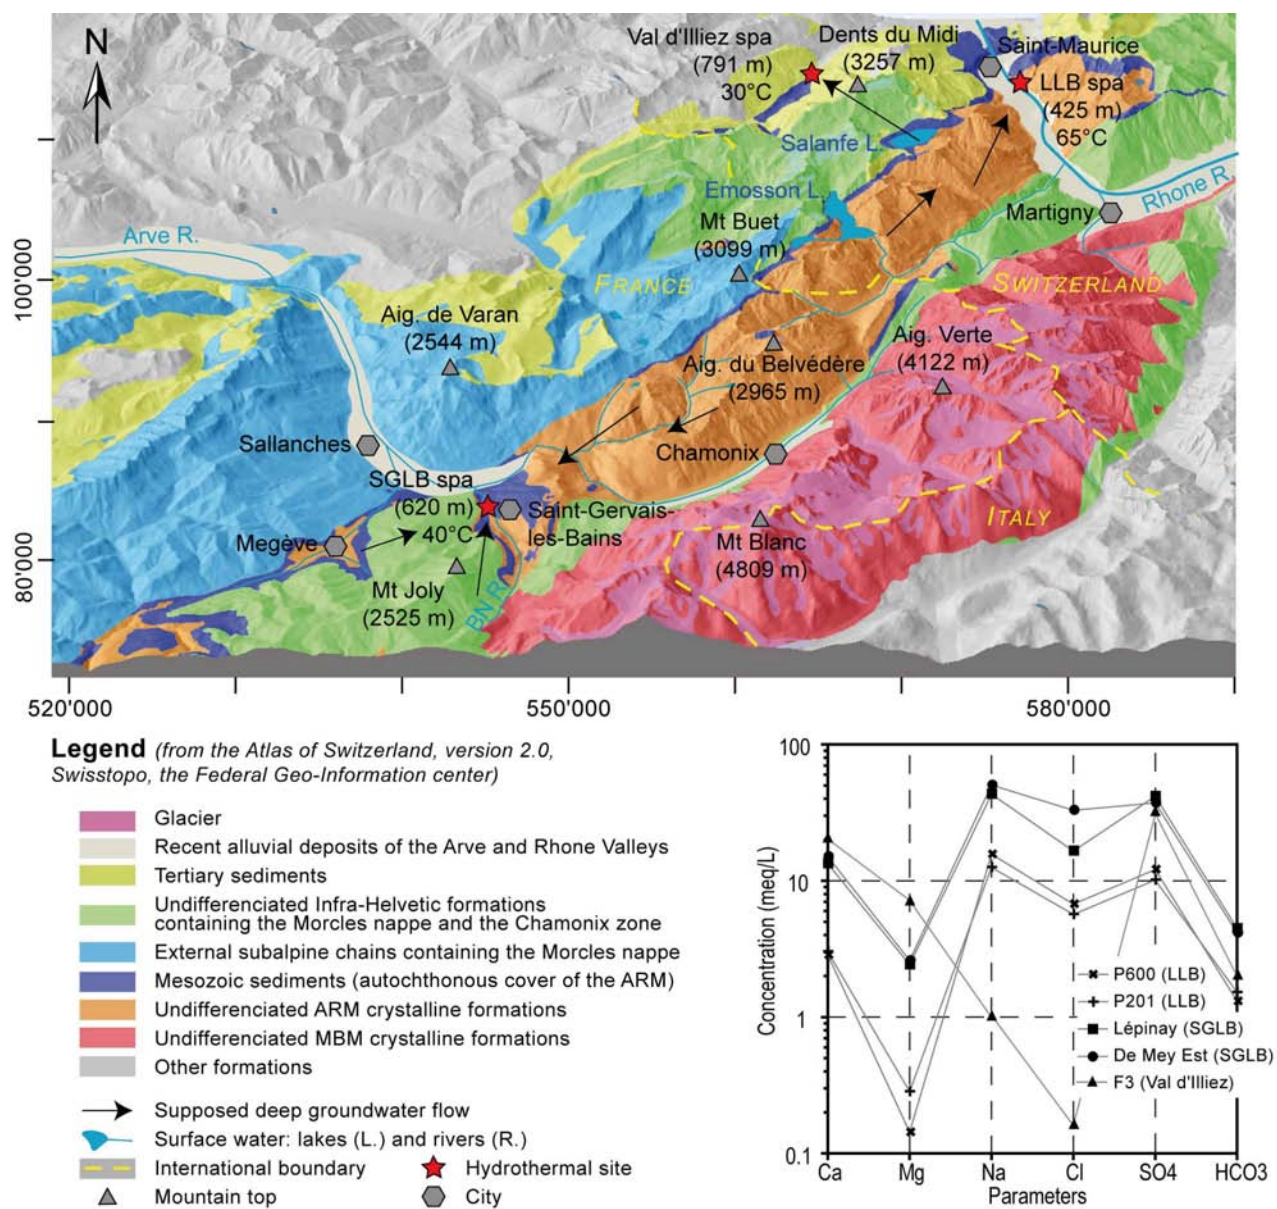 N
Val d'Illiez spa
(791 m)
30°C
Dents du Midi
(3257 m)
Saint-Maurice
LLB spa
(425 m)
65°C
Salanfe L.
Emosson L.
Mt Buet
(3099 m)
Martigny
Rhone R.
Arve R.
FRANCE
SWITZERLAND
Aig. de Varan
(2544 m)
Aig. Verte
(4122 m)
Aig. du Belvédère
(2965 m)
Sallanches
Chamonix
SGLB spa
(620 m)
40°C
Saint-Gervais-
les-Bains
Megève
ITALY
Mt Blanc
(4809 m)
Mt Joly
(2525 m)
BN R.
100'000
80'000
520'000
550'000
580'000
Legend (from the Atlas of Switzerland, version 2.0,
Swisstopo, the Federal Geo-Information center)
Glacier
Recent alluvial deposits of the Arve and Rhone Valleys
Tertiary sediments
Undifferenciated Infra-Helvetic formations
containing the Morcles nappe and the Chamonix zone
External subalpine chains containing the Morcles nappe
Mesozoic sediments (autochthonous cover of the ARM)
Undifferenciated ARM crystalline formations
Undifferenciated MBM crystalline formations
Other formations
Supposed deep groundwater flow
Surface water: lakes (L.) and rivers (R.)
International boundary
Hydrothermal site
Mountain top
City
100
10
1
0.1
Concentration (meq/L)
P600 (LLB)
P201 (LLB)
Lépinay (SGLB)
De Mey Est (SGLB)
F3 (Val d'Illiez)
Ca
Mg
Na
Cl
SO4
HCO3
Parameters